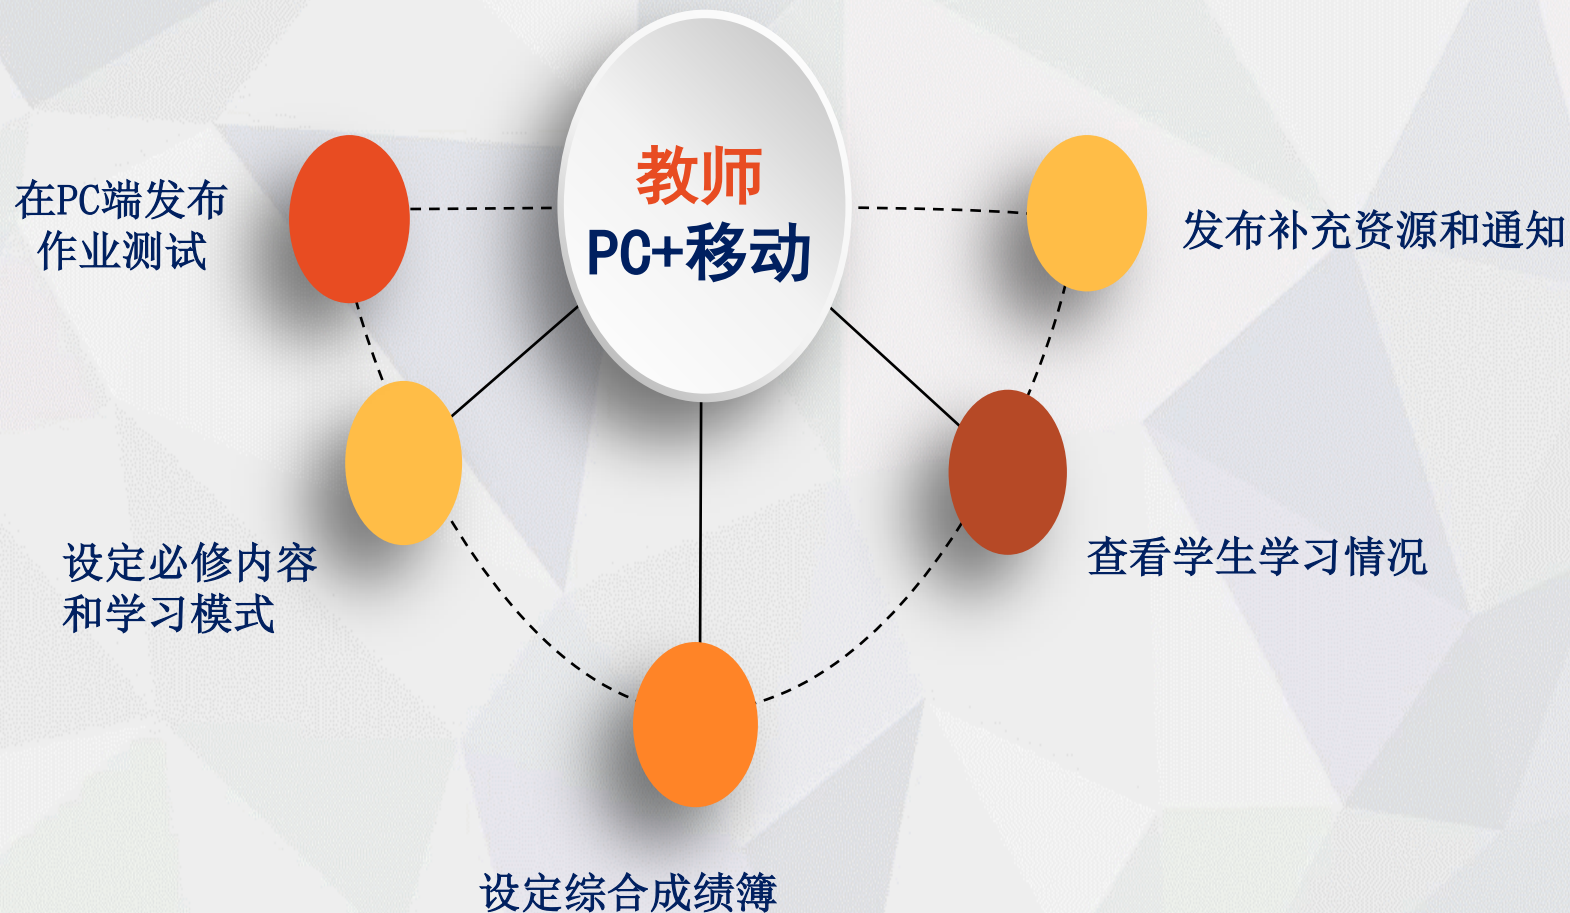 教师
PC+移动
在PC端发布
作业测试
发布补充资源和通知
设定必修内容
和学习模式
查看学生学习情况
设定综合成绩簿